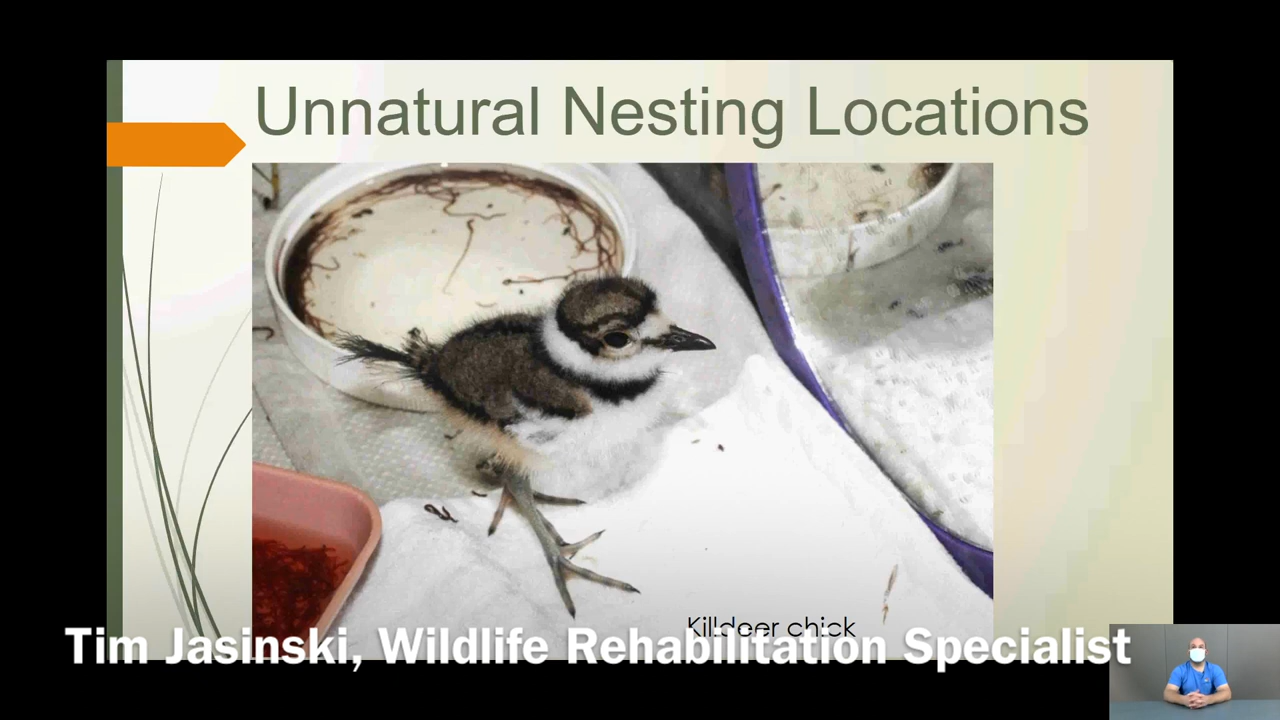 Unnatural Nesting Locations
Killdeer chick
Tim Jasinski, Wildlife Rehabilitation Specialist